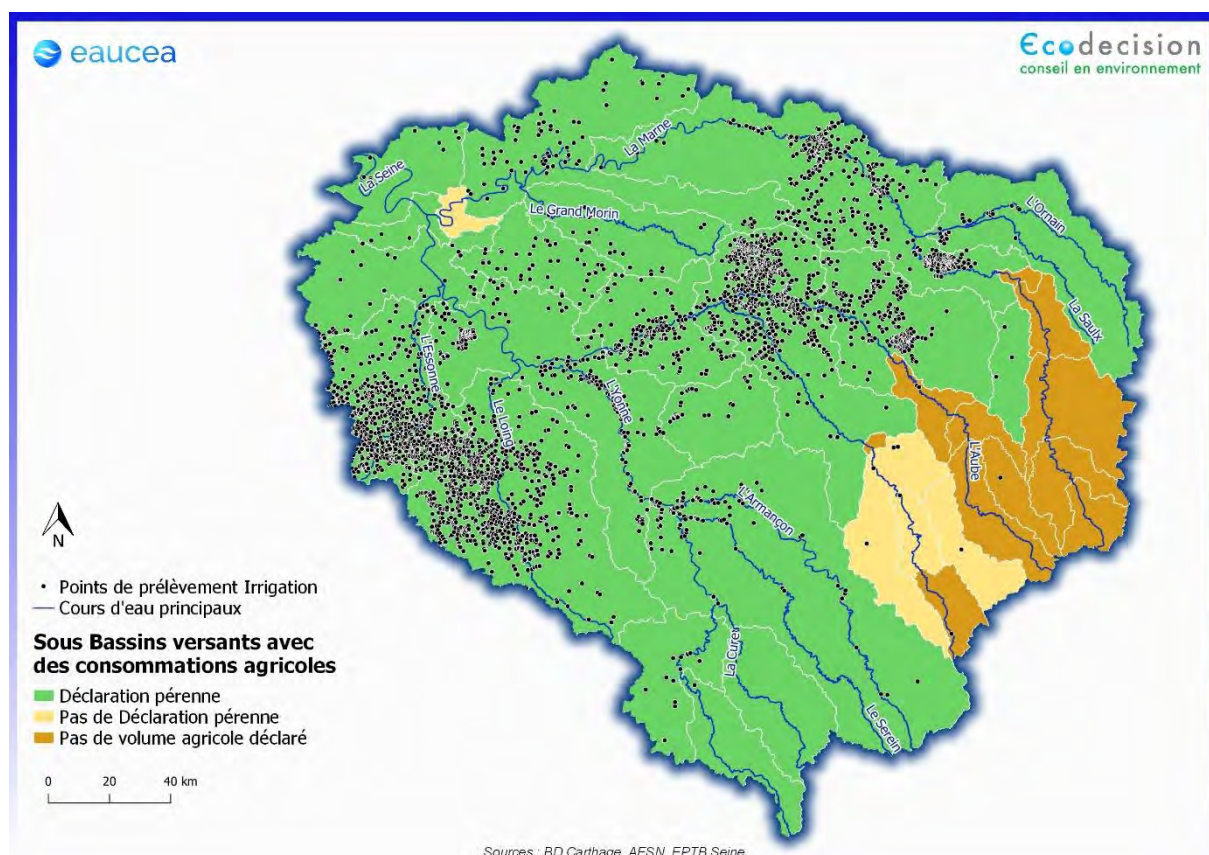 eaucea
Ecodecision
conseil en environnement
La Seine
La Marne
Le Grand Morin
L'Ornain
La Saulx
L'Essonne
Le Loing
L'Yonne
L'Aube
L'Armançon
La Cure
Le Serein
N
Points de prélèvement Irrigation
Cours d'eau principaux
Sous Bassins versants avec
des consommations agricoles
Déclaration pérenne
Pas de Déclaration pérenne
Pas de volume agricole déclaré
0 20 40 km
Sources : BD Carthage, AESN, EPTB Seine